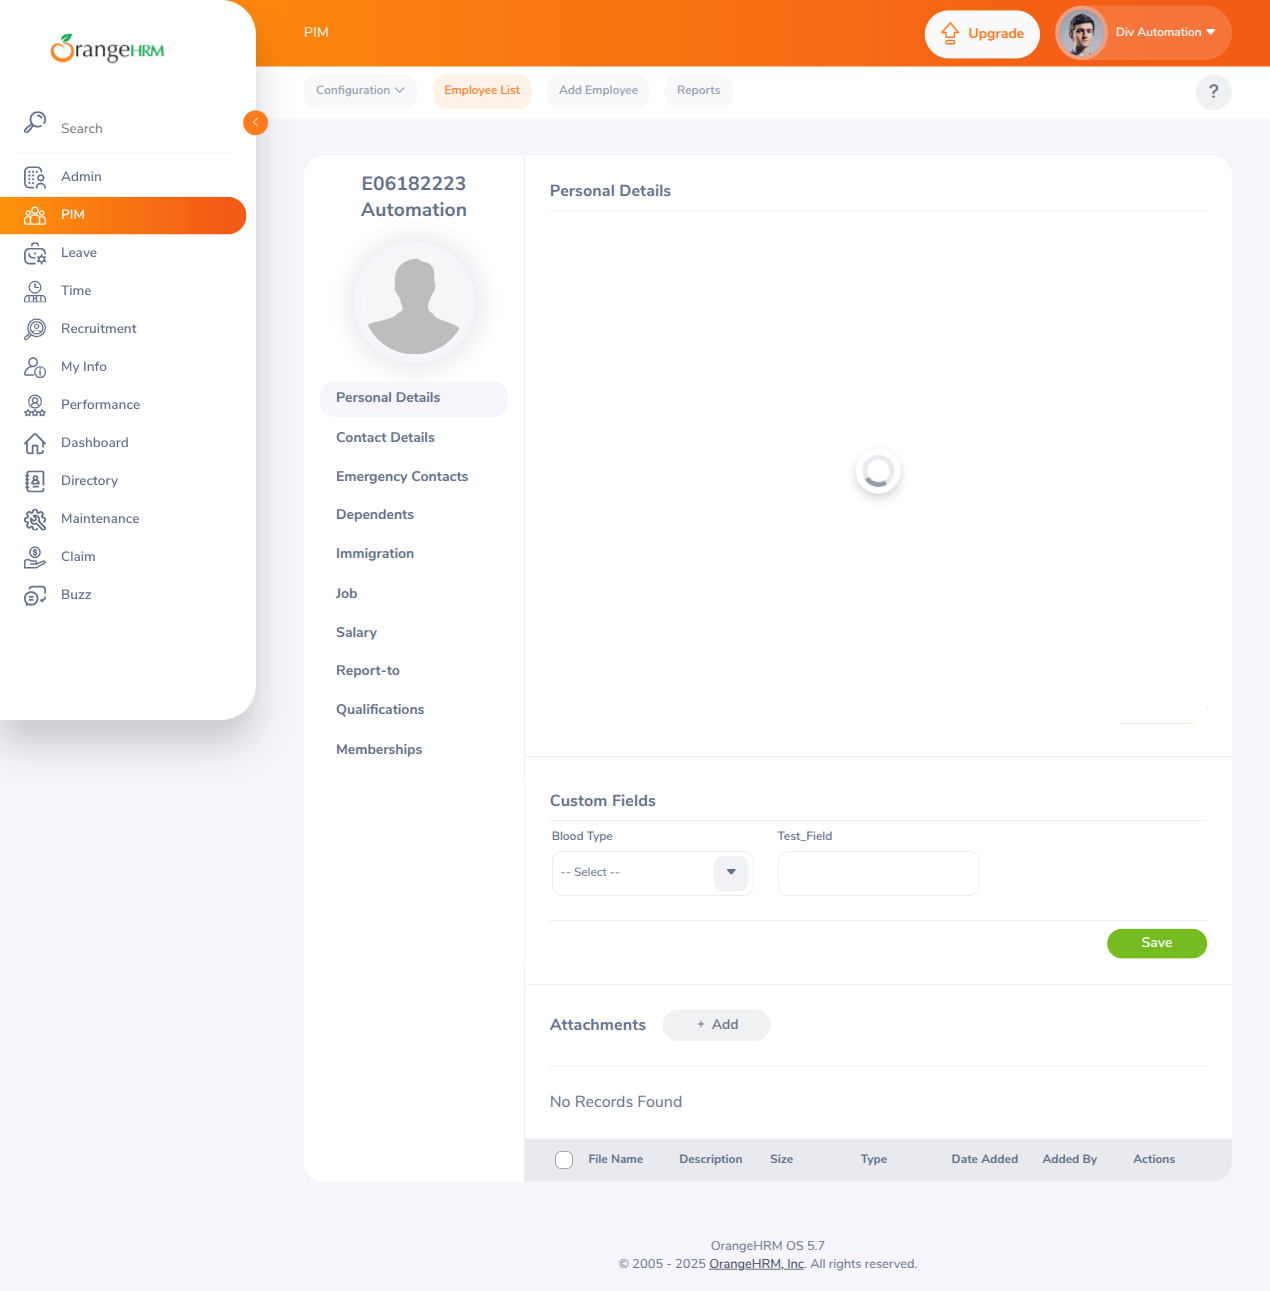 OrangeHRM
Search
Admin
PIM
Leave
Time
Recruitment
My Info
Performance
Dashboard
Directory
Maintenance
Claim
Buzz
PIM
Upgrade
Div Automation
Configuration
Employee List
Add Employee
Reports
?
E06182223
Automation
Personal Details
Contact Details
Emergency Contacts
Dependents
Immigration
Job
Salary
Report-to
Qualifications
Memberships
Personal Details
Custom Fields
Blood Type
Test_Field
-- Select --
Save
Attachments
+ Add
No Records Found
File Name
Description
Size
Type
Date Added
Added By
Actions
OrangeHRM OS 5.7
© 2005 - 2025 OrangeHRM, Inc. All rights reserved.